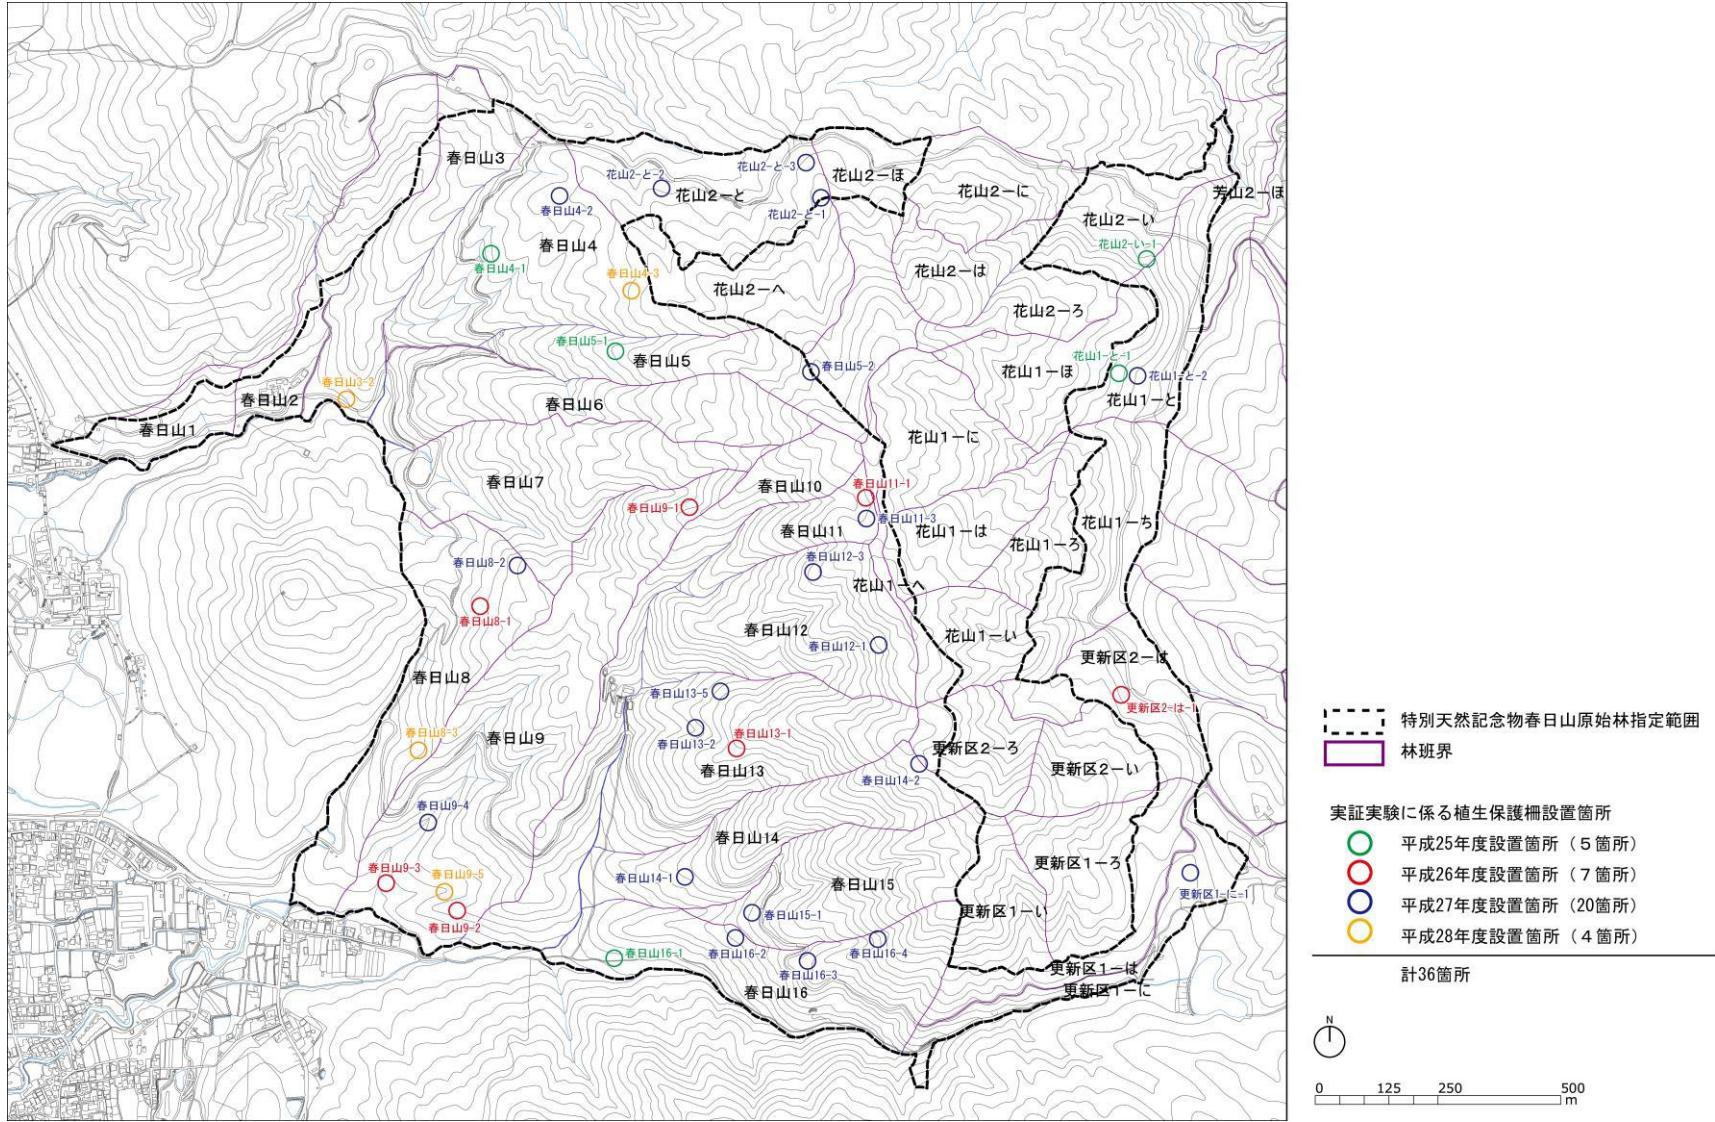 春日山3
花山2-と-3
花山2-ほ
花山2-と-2
花山2-と
花山2-に
芳山2-ほ
春日山4-2
花山2-と-1
花山2-い
春日山4
花山2-い-1
春日山4-1
春日山4-3
花山2-は
花山2-へ
花山2-ろ
春日山5-1
春日山5
花山1-と-1
春日山5-2
花山1-ほ
花山1-と-2
春日山3-2
春日山2
春日山6
花山1-と
春日山1
花山1-に
春日山7
春日山10
春日山11-1
春日山9-1
春日山11-3
花山1-ち
春日山11
花山1-は
花山1-ろ
春日山12-3
春日山8-2
花山1-へ
春日山8-1
春日山12
花山1-い
春日山12-1
更新区2-は
春日山8
春日山13-5
更新区2-は-1
春日山8-3
春日山9
春日山13-2
春日山13-1
更新区2-ろ
春日山13
春日山14-2
更新区2-い
春日山9-4
春日山14
春日山9-3
春日山9-5
春日山14-1
春日山15
更新区1-ろ
更新区1-に-1
春日山9-2
春日山15-1
更新区1-い
春日山16-1
春日山16-2
春日山16-3
春日山16-4
更新区1-は
春日山16
更新区1-に
特別天然記念物春日山原始林指定範囲
林班界
実証実験に係る植生保護柵設置箇所
平成25年度設置箇所（5箇所）
平成26年度設置箇所（7箇所）
平成27年度設置箇所（20箇所）
平成28年度設置箇所（4箇所）
計36箇所
N
0 125 250 500
m